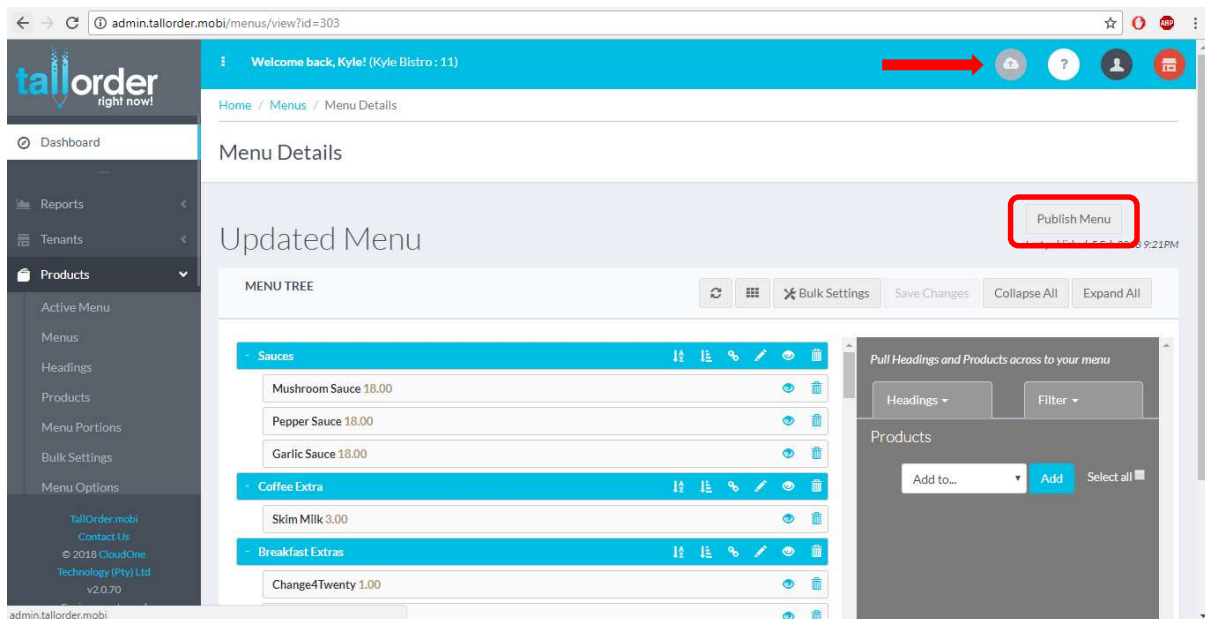 admin.tallorder.mobi/menus/view?id=303
ABP
tallorder
right now!
Welcome back, Kyle! (Kyle Bistro : 11)
?
Home / Menus / Menu Details
Dashboard
Menu Details
Reports
Tenants
Products
Active Menu
Menus
Headings
Products
Menu Portions
Bulk Settings
Menu Options
TallOrder.mobi
Contact Us
© 2018 CloudOne
Technology (Pty) Ltd
v2.0.70
admin.tallorder.mobi
Publish Menu
Updated Menu
9:21PM
MENU TREE
Bulk Settings
Save Changes
Collapse All
Expand All
- Sauces
Mushroom Sauce 18.00
Pepper Sauce 18.00
Garlic Sauce 18.00
- Coffee Extra
Skim Milk 3.00
- Breakfast Extras
Change4Twenty 1.00
Pull Headings and Products across to your menu
Headings
Filter
Products
Add to...
Add
Select all